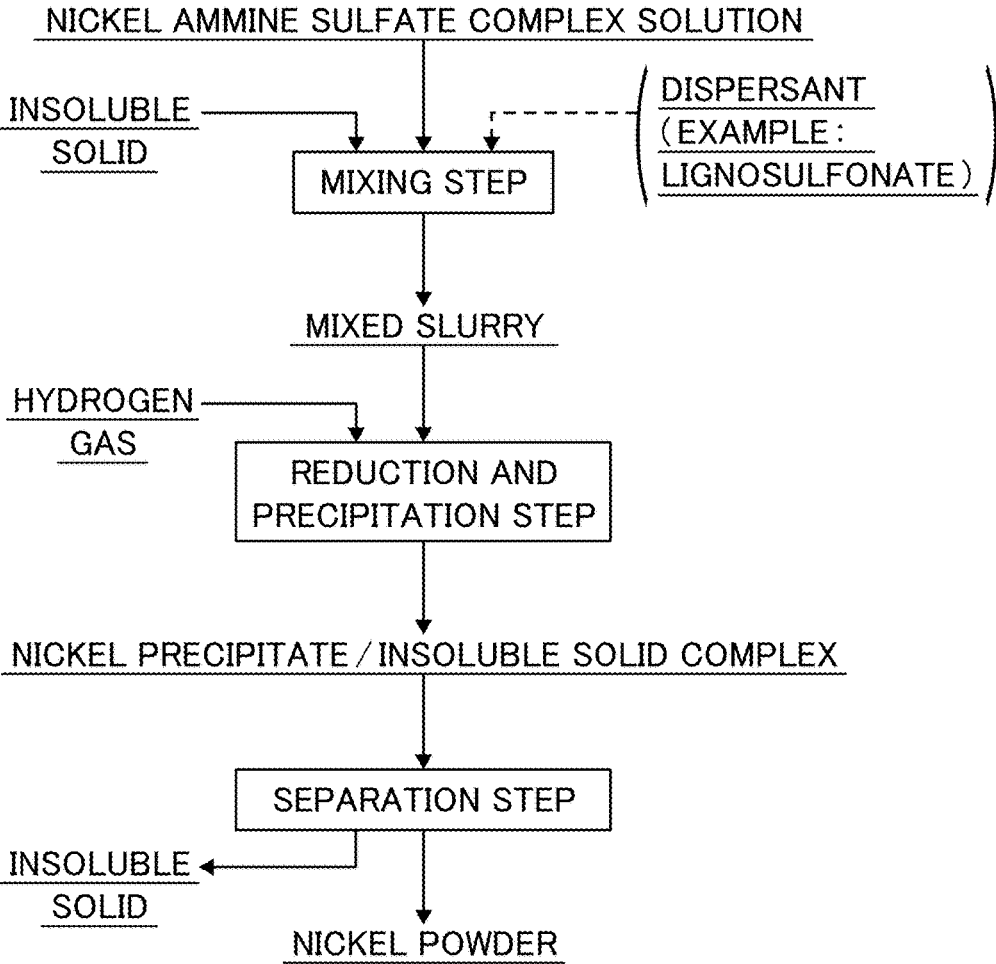 NICKEL AMMINE SULFATE COMPLEX SOLUTION
INSOLUBLE
SOLID
DISPERSANT
(EXAMPLE:
LIGNOSULFONATE)
MIXING STEP
MIXED SLURRY
HYDROGEN
GAS
REDUCTION AND
PRECIPITATION STEP
NICKEL PRECIPITATE/INSOLUBLE SOLID COMPLEX
SEPARATION STEP
INSOLUBLE
SOLID
NICKEL POWDER